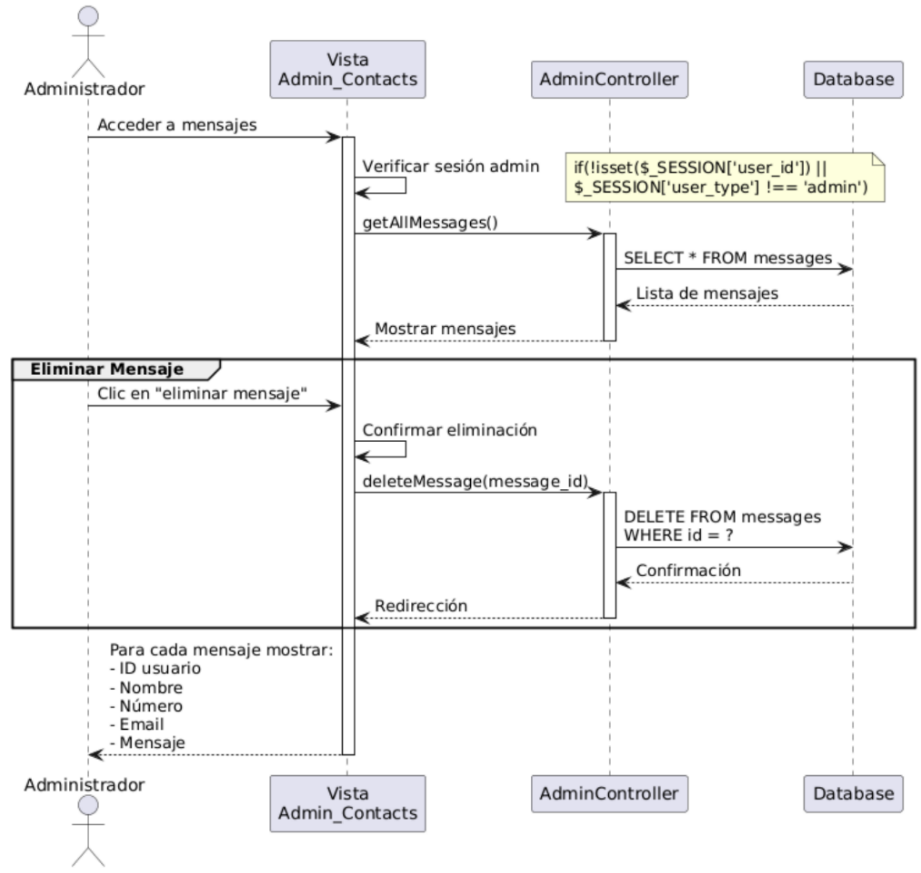 Administrador
Vista
Admin_Contacts
AdminController
Database
Acceder a mensajes
Verificar sesión admin
if(!isset($_SESSION['user_id']) ||
$_SESSION['user_type'] !== 'admin')
getAllMessages()
SELECT * FROM messages
Lista de mensajes
Mostrar mensajes
Eliminar Mensaje
Clic en "eliminar mensaje"
Confirmar eliminación
deleteMessage(message_id)
DELETE FROM messages
WHERE id = ?
Confirmación
Redirección
Para cada mensaje mostrar:
- ID usuario
- Nombre
- Número
- Email
- Mensaje
Administrador
Vista
Admin_Contacts
AdminController
Database